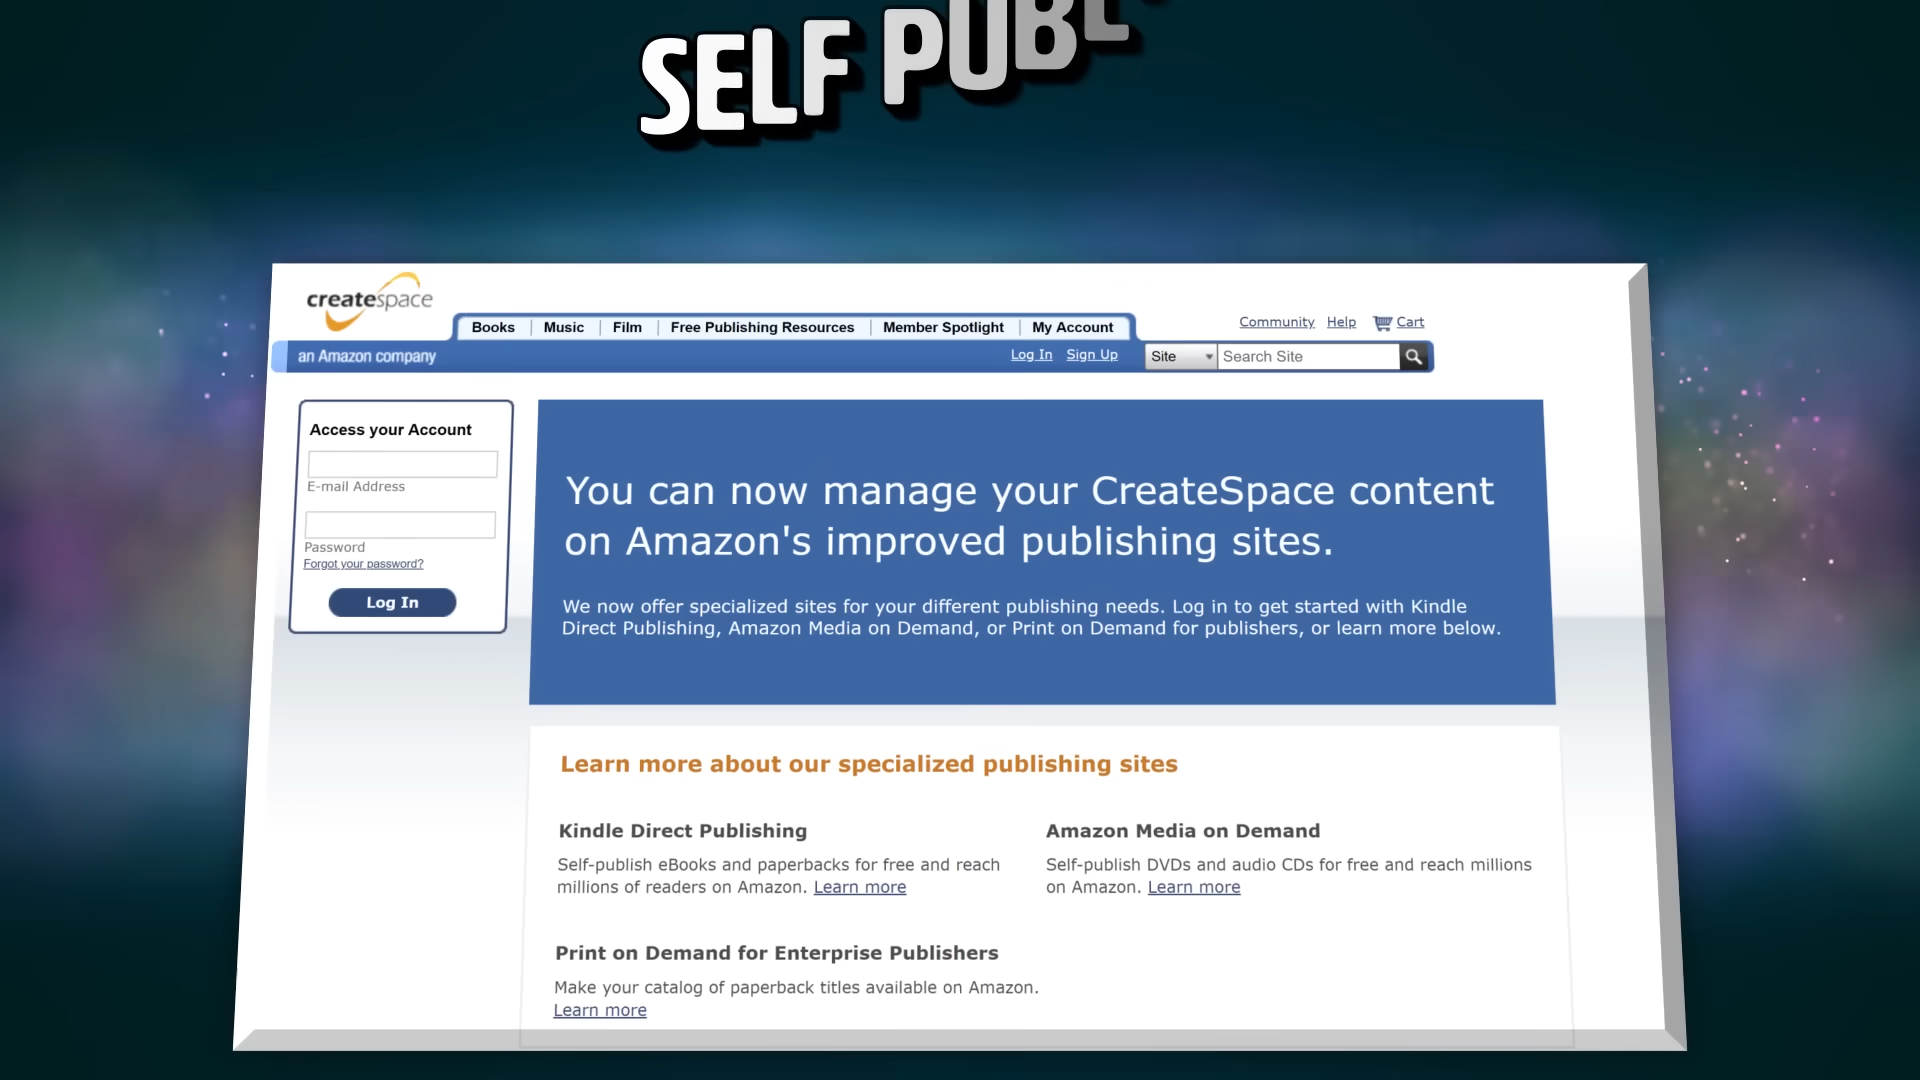 SELF PUBL
createspace
Books Music Film Free Publishing Resources Member Spotlight My Account
Community Help Cart
an Amazon company
Log In Sign Up
Site Search Site
Access your Account
E-mail Address
Password
Forgot your password?
Log In
You can now manage your CreateSpace content
on Amazon's improved publishing sites.
We now offer specialized sites for your different publishing needs. Log in to get started with Kindle
Direct Publishing, Amazon Media on Demand, or Print on Demand for publishers, or learn more below.
Learn more about our specialized publishing sites
Kindle Direct Publishing
Self-publish eBooks and paperbacks for free and reach
millions of readers on Amazon. Learn more
Amazon Media on Demand
Self-publish DVDs and audio CDs for free and reach millions
on Amazon. Learn more
Print on Demand for Enterprise Publishers
Make your catalog of paperback titles available on Amazon.
Learn more